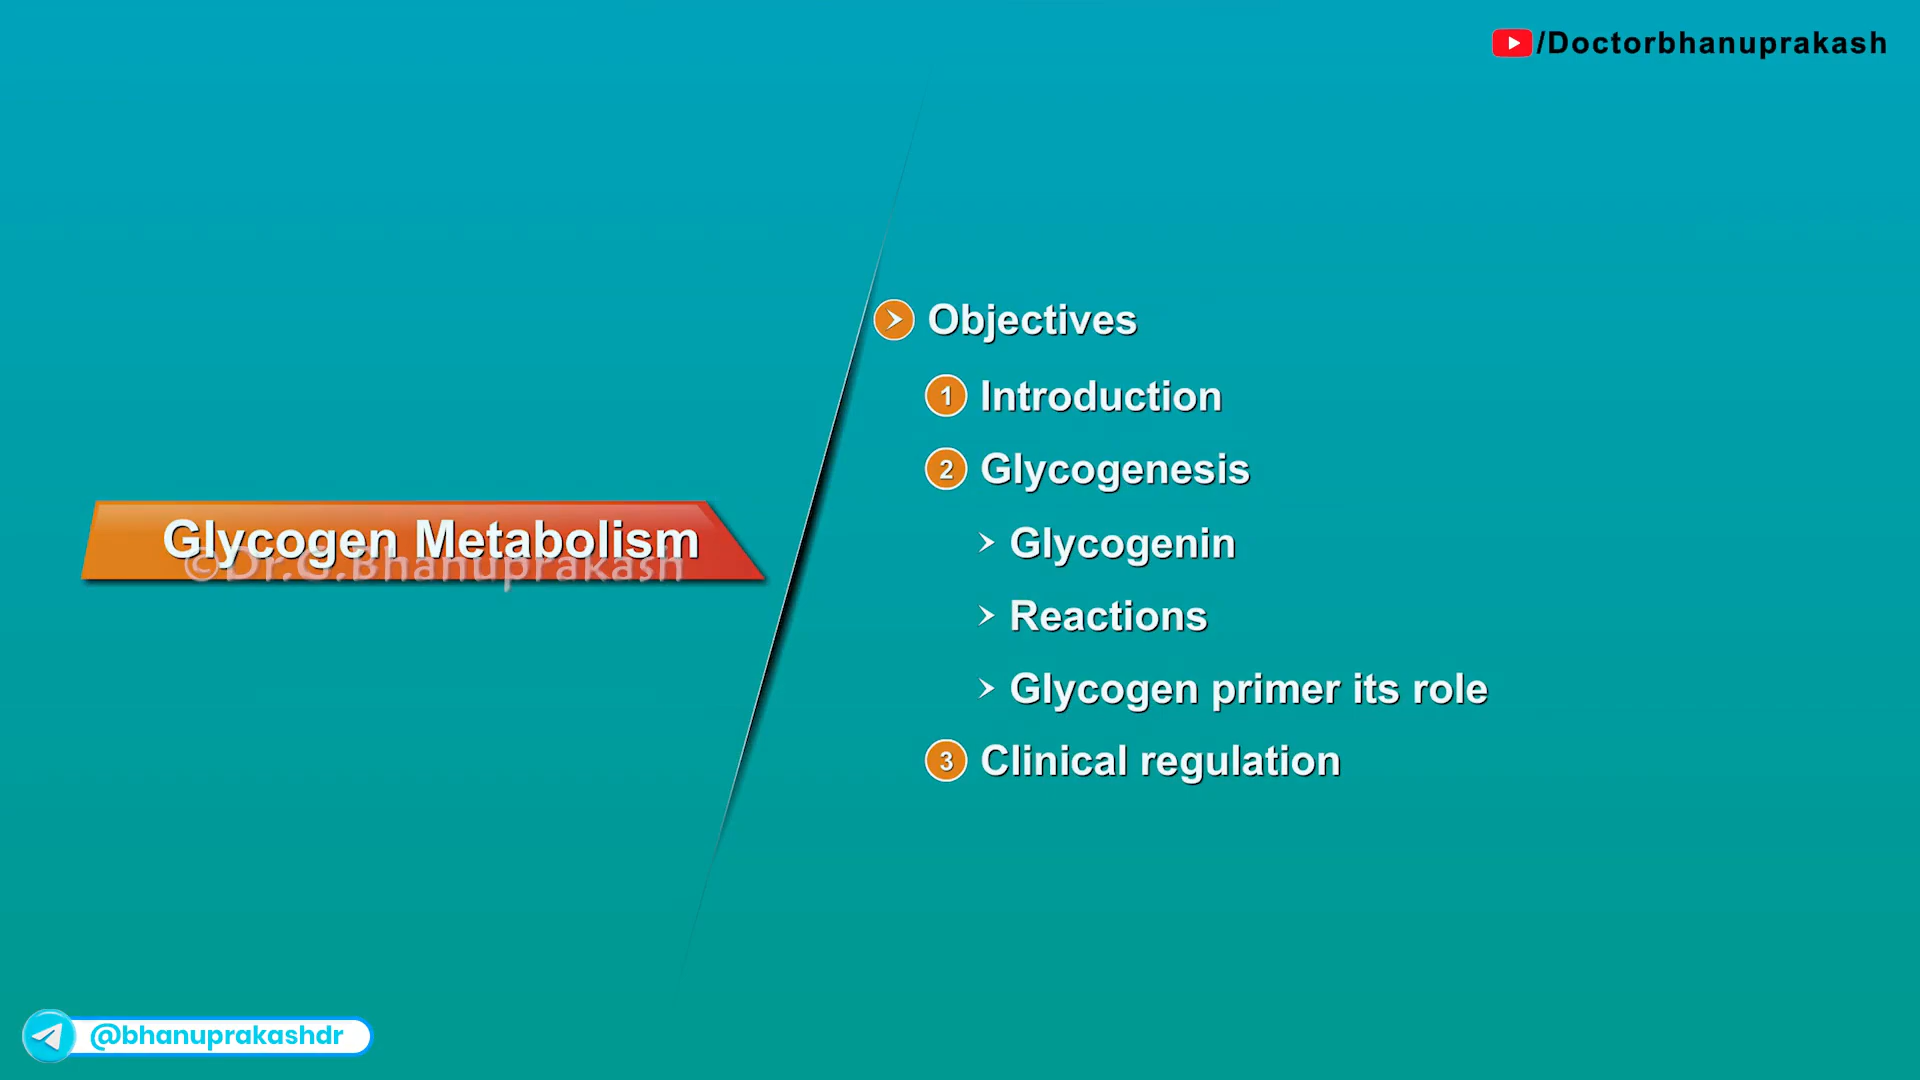 /Doctorbhanuprakash
Objectives
1 Introduction
2 Glycogenesis
Glycogen Metabolism
©Dr.G.Bhanuprakash
Glycogenin
Reactions
Glycogen primer its role
3 Clinical regulation
@bhanuprakashdr